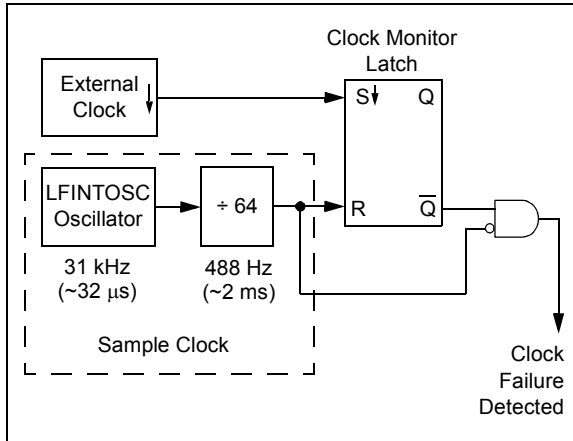 Clock Monitor
Latch
External
Clock
S
Q
LFINTOSC
Oscillator
÷ 64
R
Q̅
31 kHz
(~32 μs)
488 Hz
(~2 ms)
Sample Clock
Clock
Failure
Detected